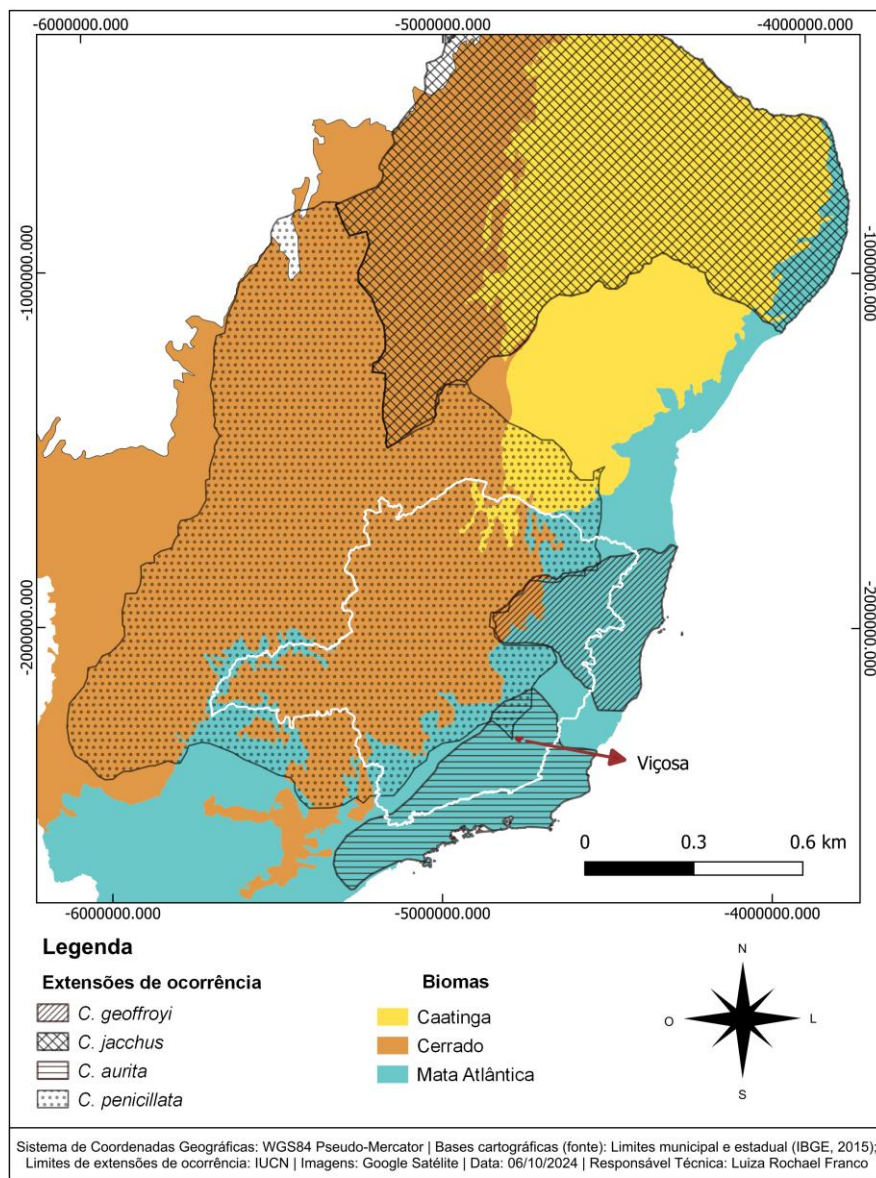 -6000000.000 -5000000.000 -4000000.000
-1000000.000 -1000000.000
-2000000.000 -2000000.000
Viçosa
0 0.3 0.6 km
-6000000.000 -5000000.000 -4000000.000
Legenda
Extensões de ocorrência
C. geoffroyi
C. jacchus
C. aurita
C. penicillata
Biomas
Caatinga
Cerrado
Mata Atlântica
N
O L
S
Sistema de Coordenadas Geográficas: WGS84 Pseudo-Mercator | Bases cartográficas (fonte): Limites municipal e estadual (IBGE, 2015);
Limites de extensões de ocorrência: IUCN | Imagens: Google Satélite | Data: 06/10/2024 | Responsável Técnica: Luiza Rochael Franco